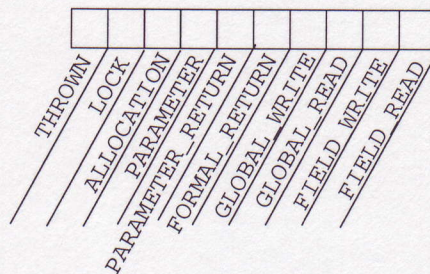 THROWN
LOCK
ALLOCATION
PARAMETER
PARAMETER_RETURN
FORMAL_RETURN
GLOBAL_WRITE
GLOBAL_READ
FIELD_WRITE
FIELD_READ